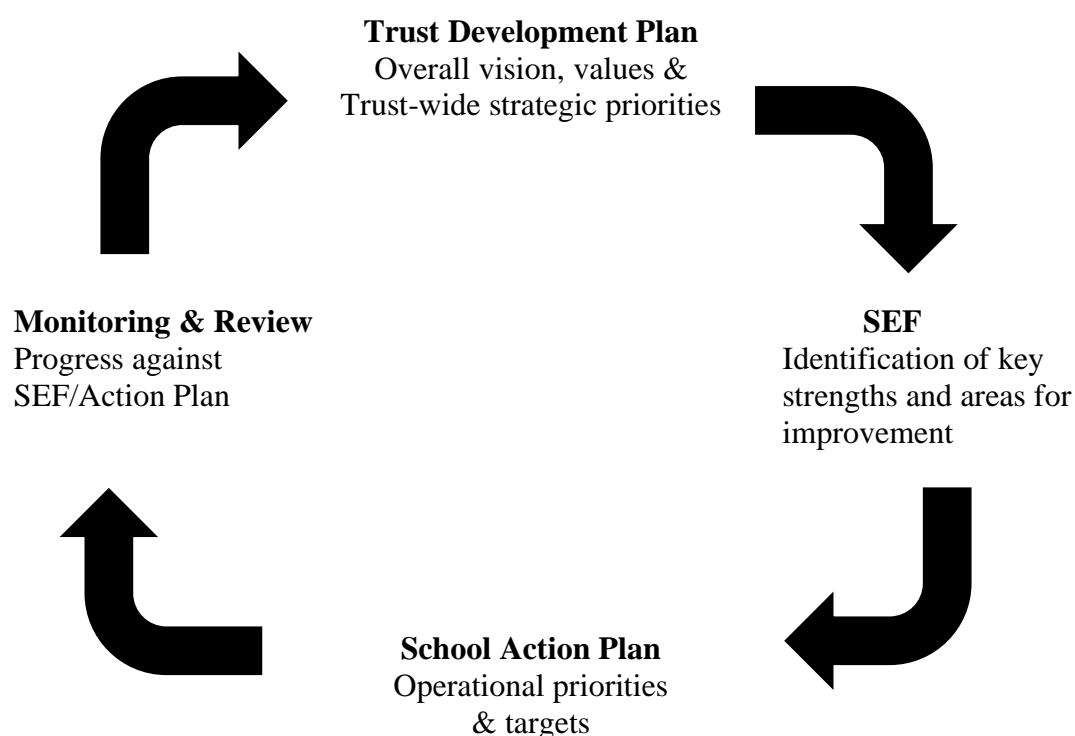 Trust Development Plan
Overall vision, values &
Trust-wide strategic priorities
SEF
Identification of key
strengths and areas for
improvement
School Action Plan
Operational priorities
& targets
Monitoring & Review
Progress against
SEF/Action Plan